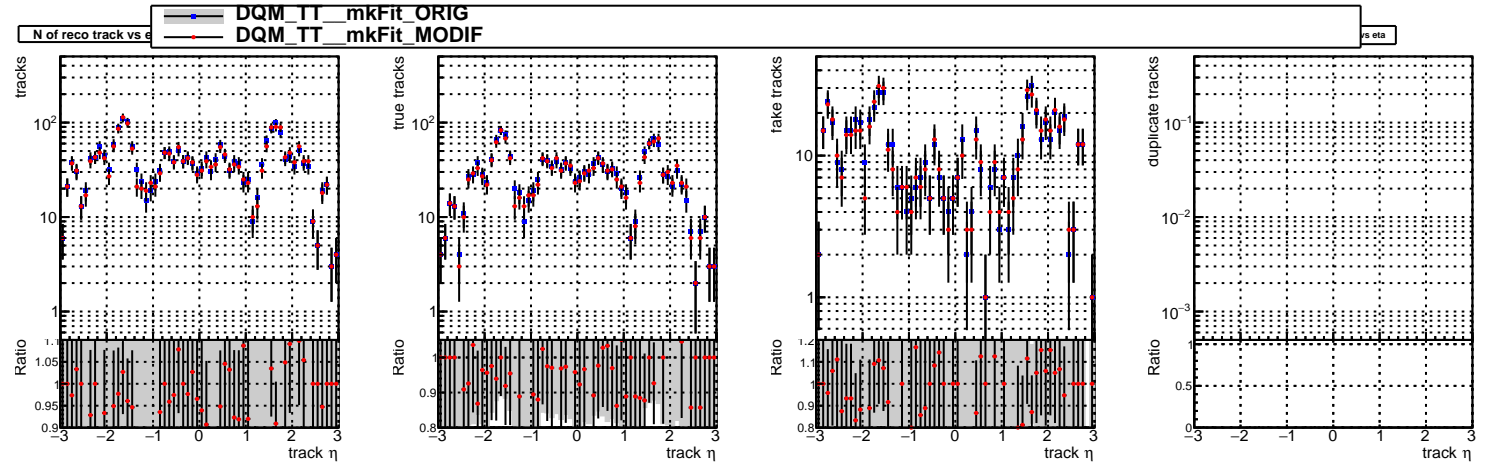 DQM_TT__mkFit_ORIG
DQM_TT__mkFit_MODIF
N of reco track vs e
vs eta
tracks
10²
10
1
Ratio
1.1
1.05
1
0.95
0.9
−3 −2 −1 0 1 2 3
track η
true tracks
10²
10
1
Ratio
1
0.9
0.8
−3 −2 −1 0 1 2 3
track η
fake tracks
10
1
Ratio
1.2
1.1
1
0.9
0.8
−3 −2 −1 0 1 2 3
track η
duplicate tracks
10⁻¹
10⁻²
10⁻³
Ratio
1
0.5
0
−3 −2 −1 0 1 2 3
track η